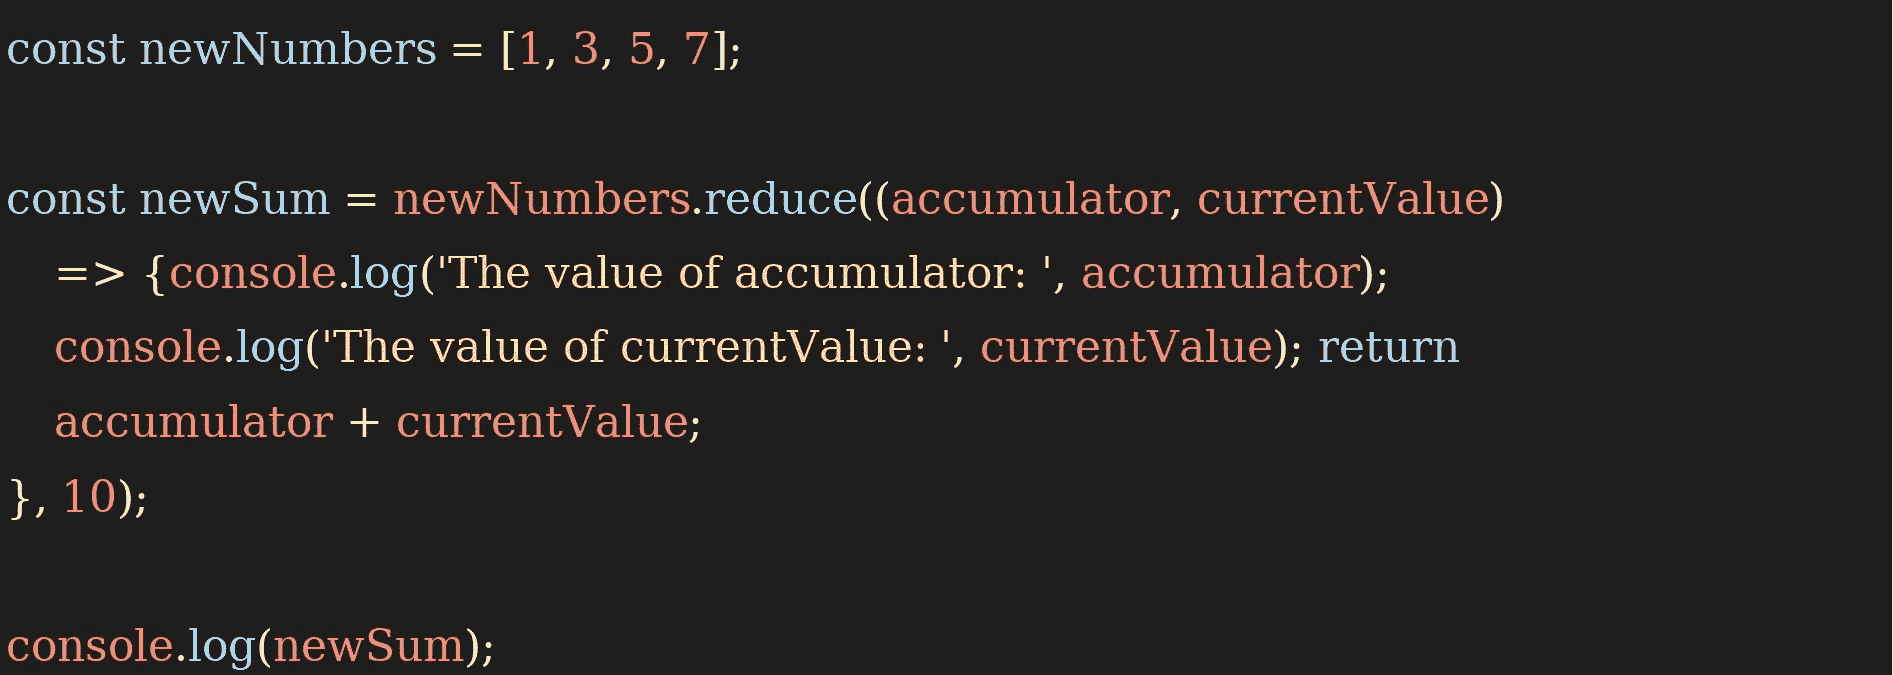 const newNumbers = [1, 3, 5, 7];
const newSum = newNumbers.reduce((accumulator, currentValue)
=> {console.log('The value of accumulator: ', accumulator);
console.log('The value of currentValue: ', currentValue); return
accumulator + currentValue;
}, 10);
console.log(newSum);